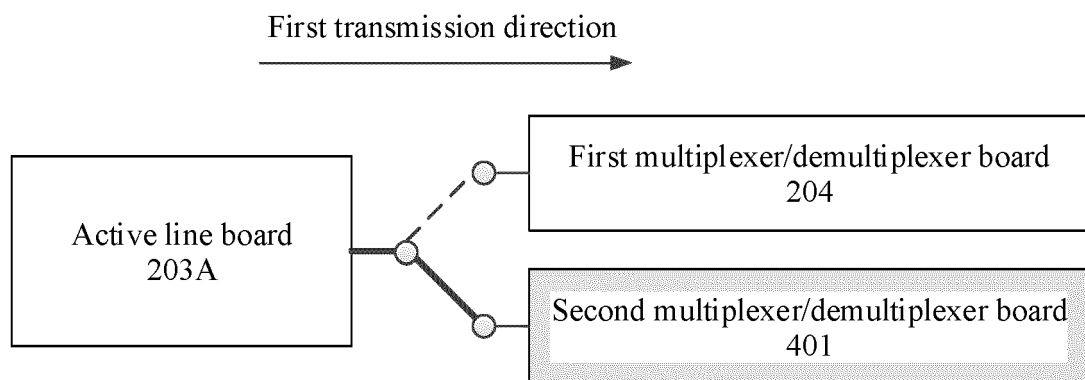 First transmission direction
First multiplexer/demultiplexer board
204
Active line board
203A
Second multiplexer/demultiplexer board
401